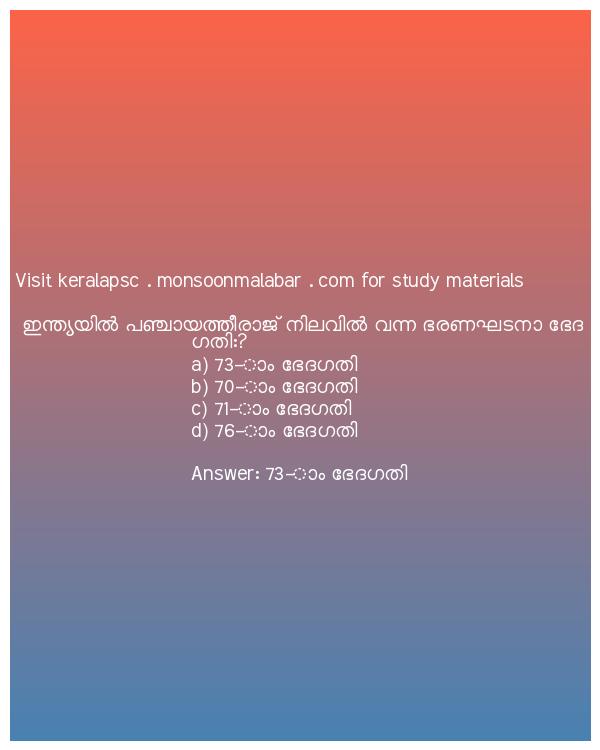 Visit keralapsc . monsoonmalabar . com for study materials
ഇന്ത്യയിൽ പഞ്ചായത്തീരാജ് നിലവിൽ വന്ന ഭരണഘടനാ ഭേദ
ഗതി:?
a) 73-ാം ഭേദഗതി
b) 70-ാം ഭേദഗതി
c) 71-ാം ഭേദഗതി
d) 76-ാം ഭേദഗതി
Answer: 73-ാം ഭേദഗതി